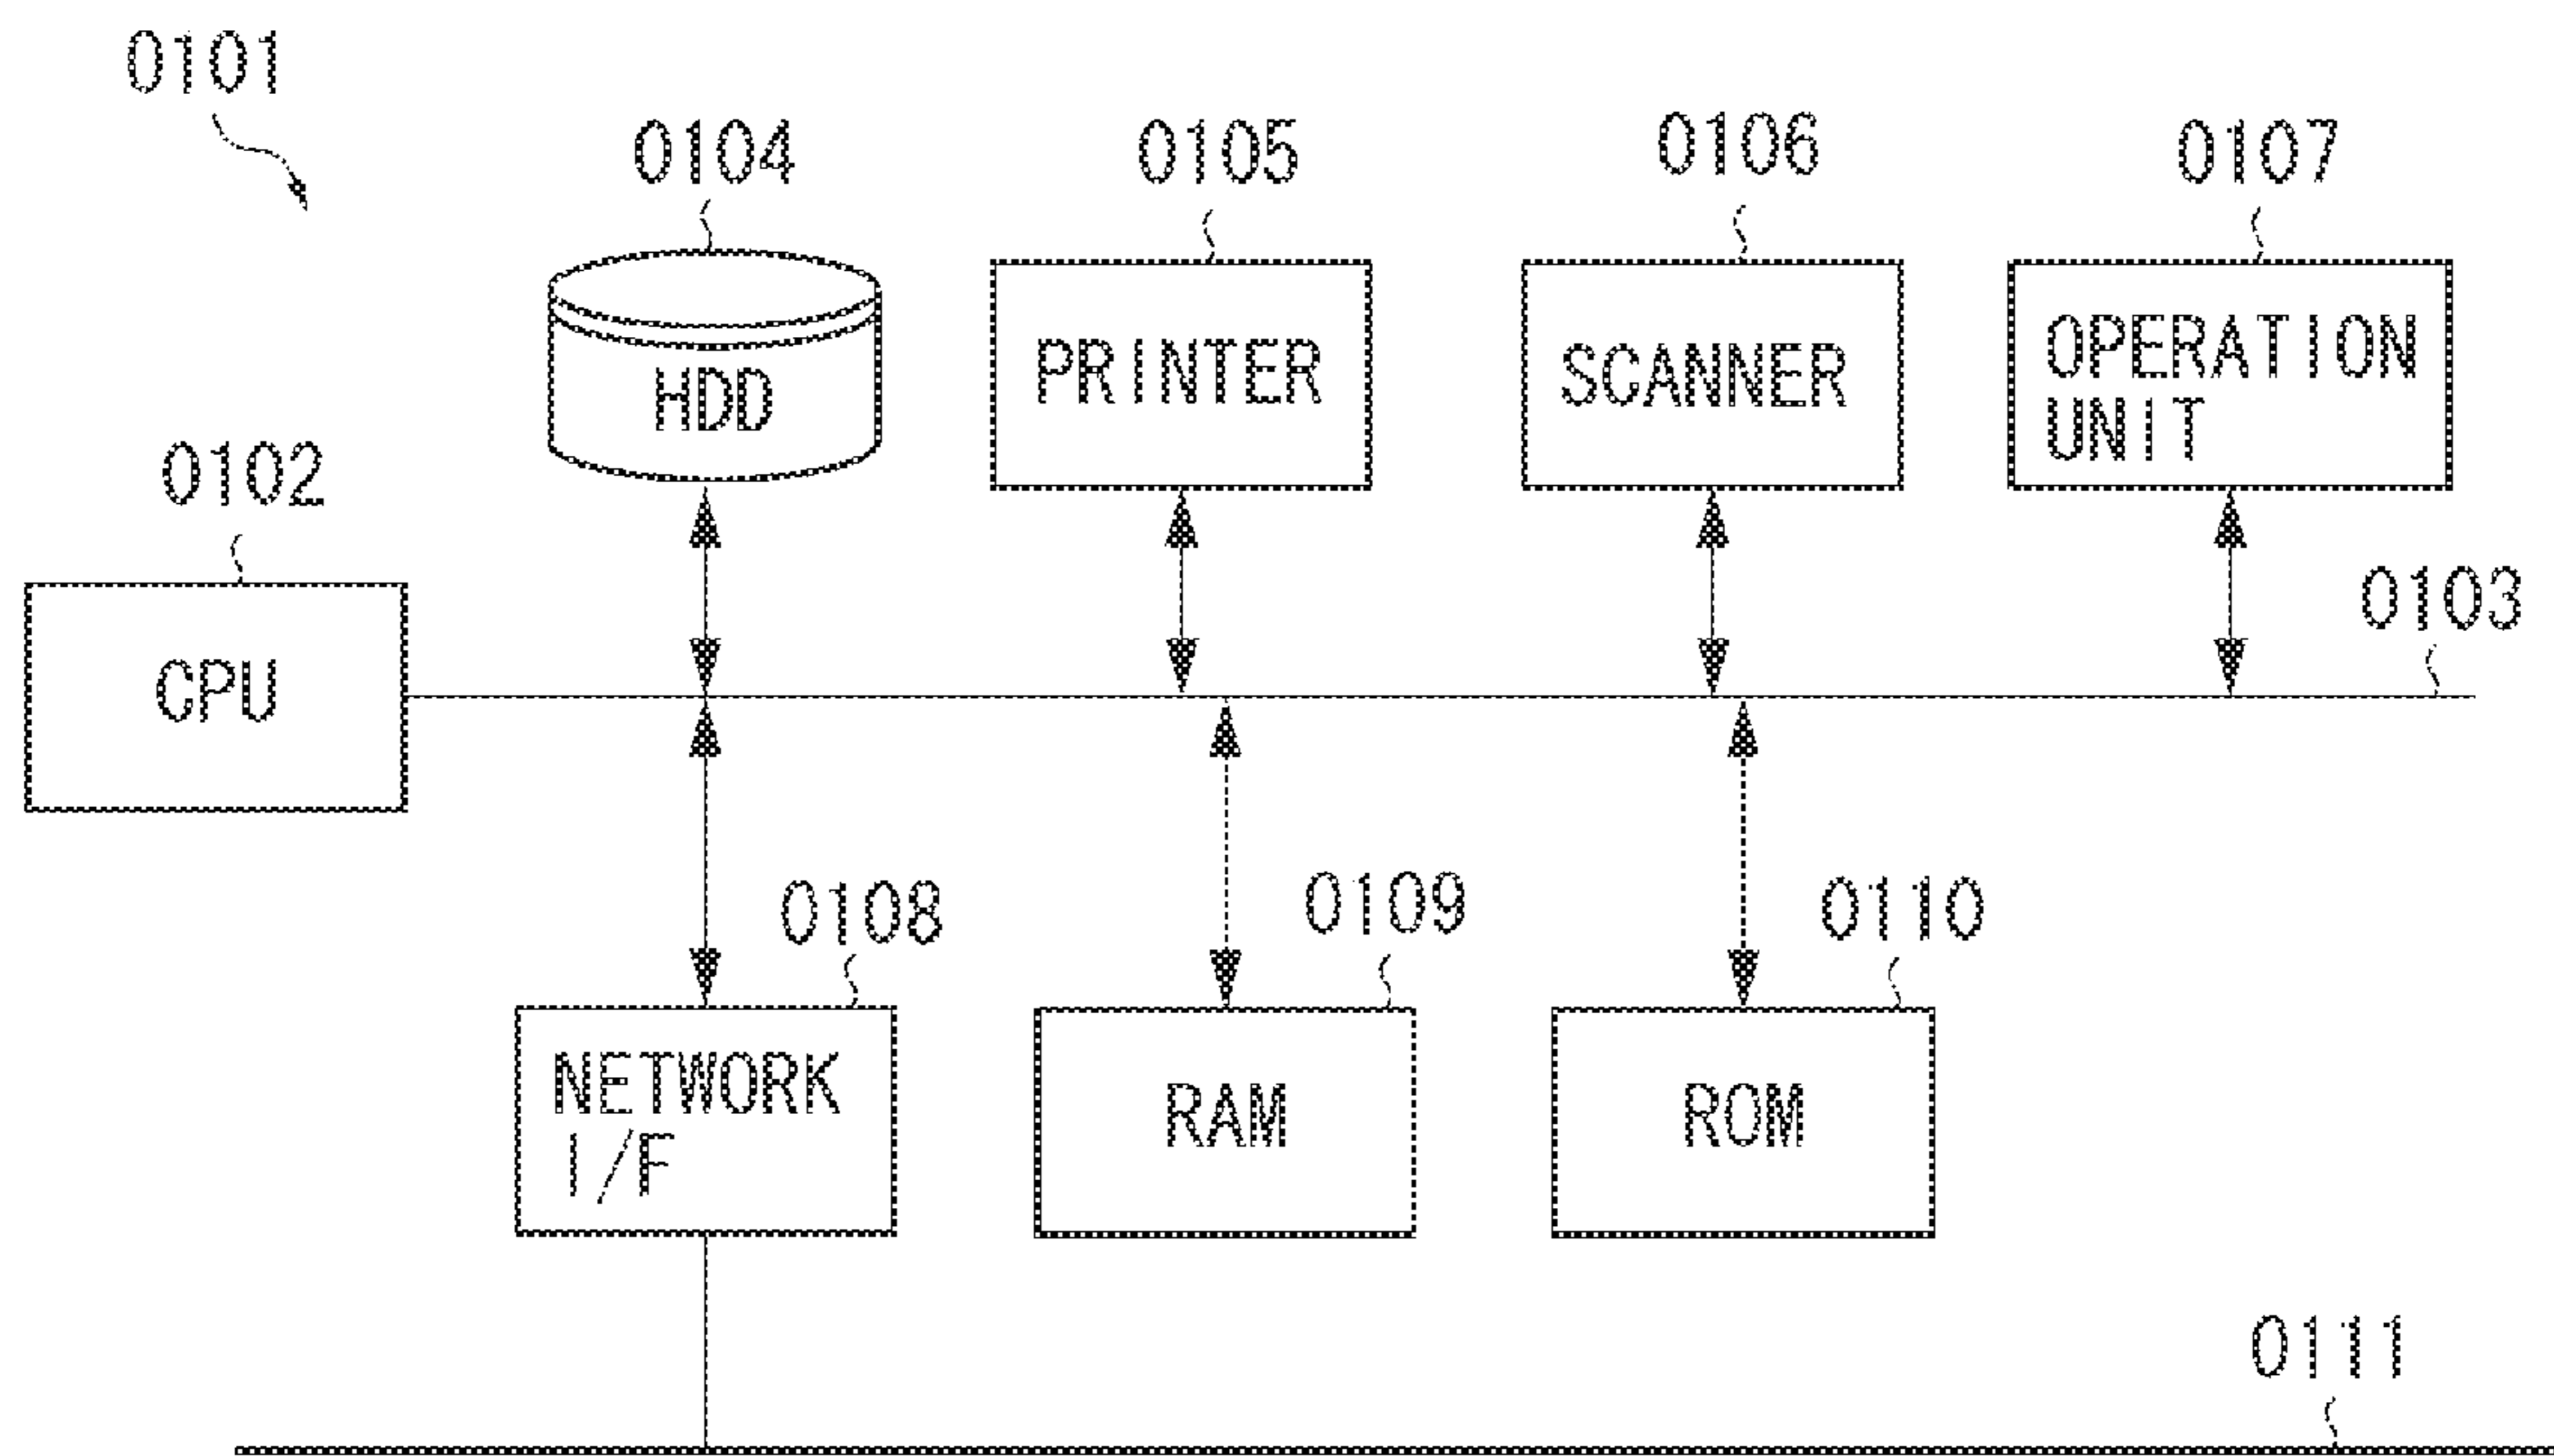 0101
0104
0105
0106
0107
HDD
PRINTER
SCANNER
OPERATION
UNIT
0102
0103
CPU
0108
0109
0110
NETWORK
I/F
RAM
ROM
0111